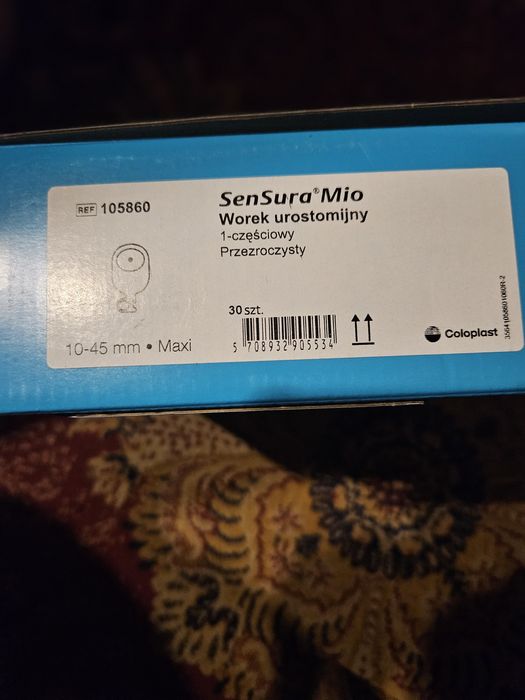 REF 105860
SenSura® Mio
Worek urostomijny
1-częściowy
Przezroczysty
30 szt.
5 708932 905534
10-45 mm • Maxi
Coloplast